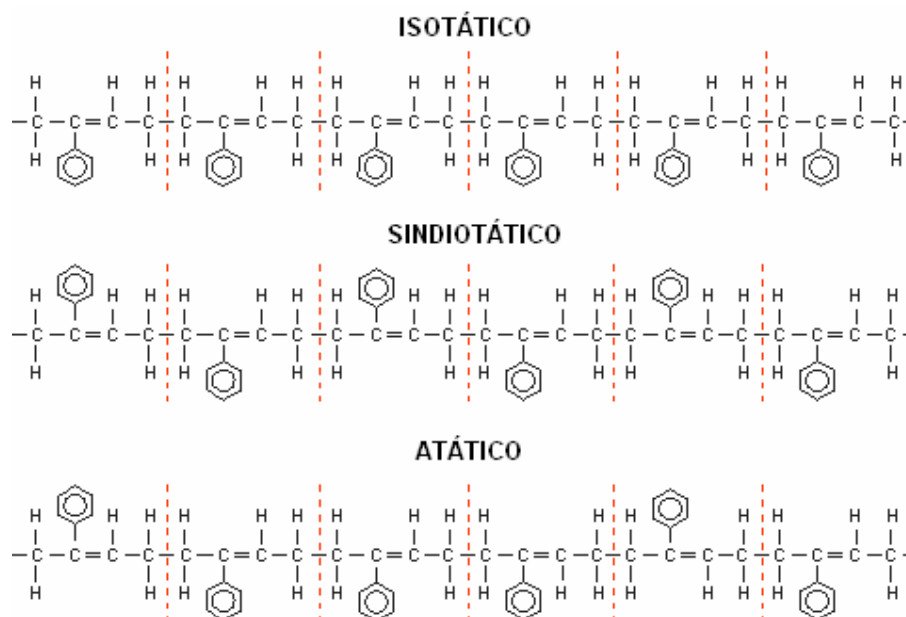 ISOTÁTICO
H H H H H H H H H H H H H H H H H H
–C–C=C–C–C–C=C–C–C–C=C–C–C–C=C–C–C–C=C–C–C–C=C–C–
H H H H H H H H H H H H
SINDIOTÁTICO
H H H H H H H H H H H H H H H H H H
–C–C=C–C–C–C=C–C–C–C=C–C–C–C=C–C–C–C=C–C–C–C=C–C–
H H H H H H H H H H H H
ATÁTICO
H H H H H H H H H H H H H H H H
–C–C=C–C–C–C=C–C–C–C=C–C–C–C=C–C–C–C=C–C–C–C=C–C–
H H H H H H H H H H H H H H